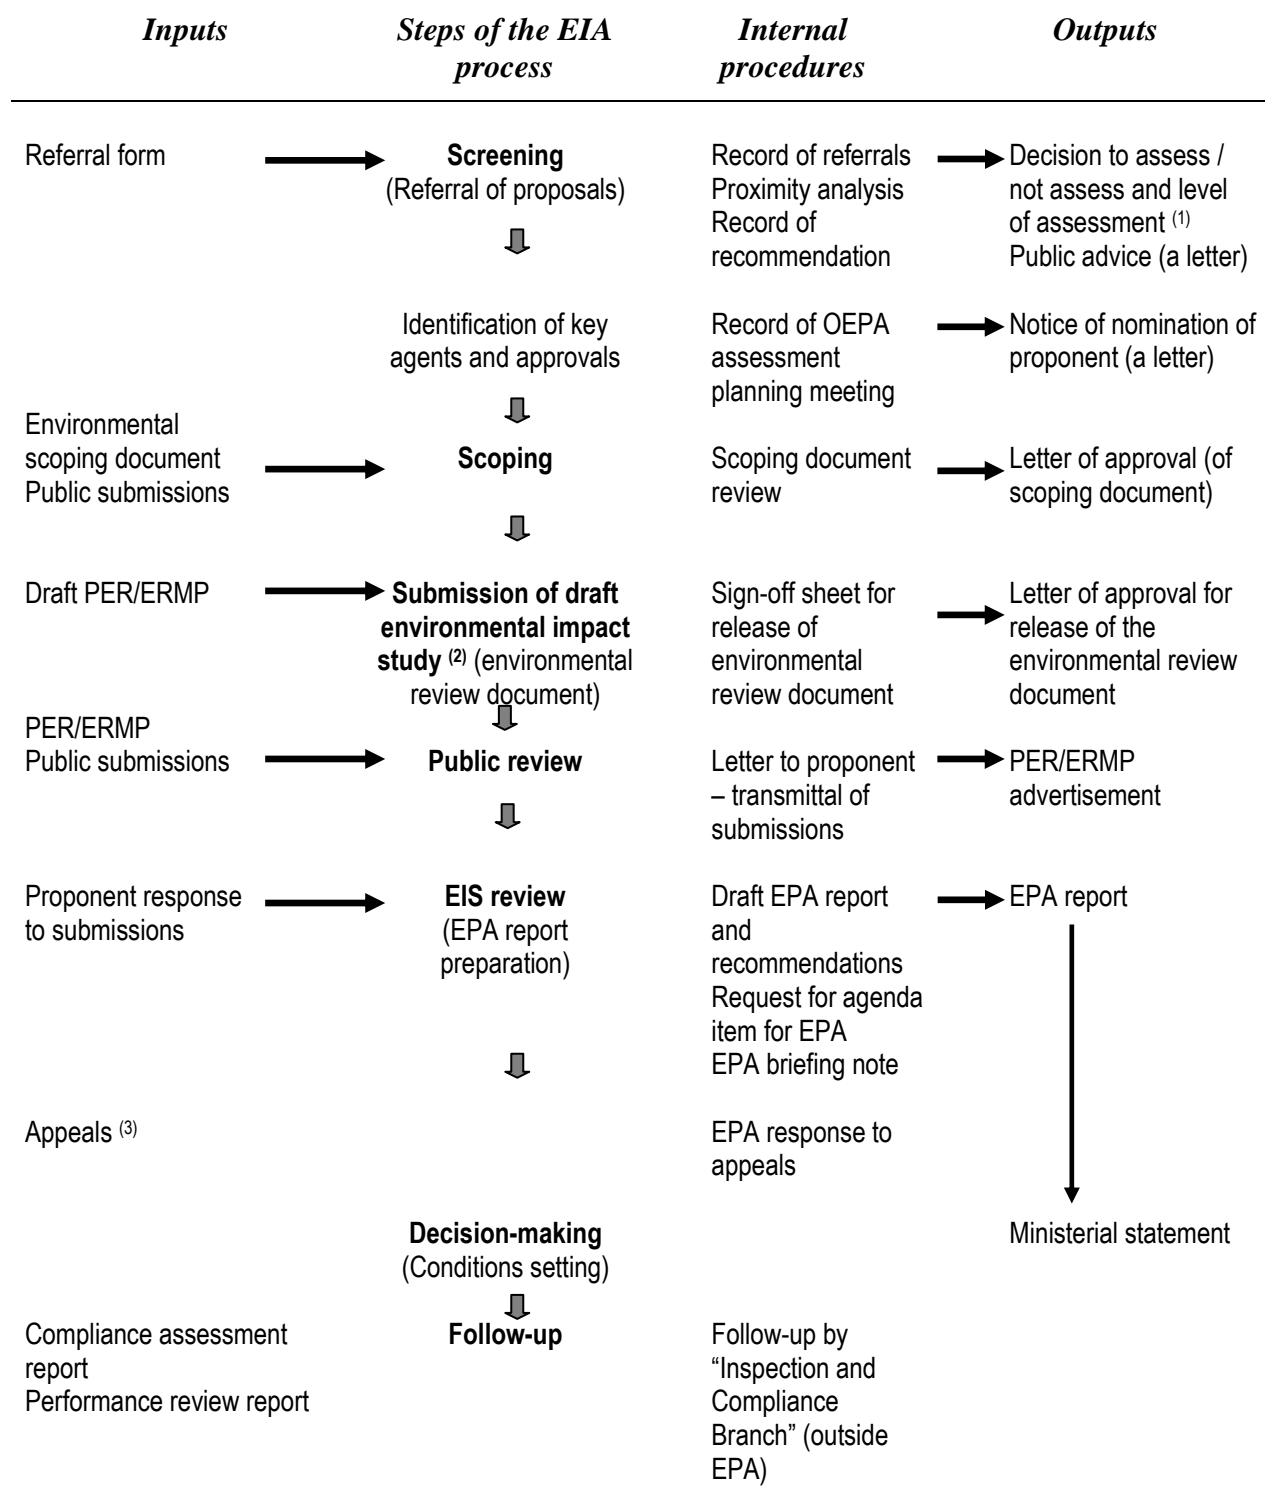 Inputs
Steps of the EIA
process
Internal
procedures
Outputs
Referral form
Screening
(Referral of proposals)
Record of referrals
Proximity analysis
Record of
recommendation
Decision to assess /
not assess and level
of assessment (1)
Public advice (a letter)
Identification of key
agents and approvals
Record of OEPA
assessment
planning meeting
Notice of nomination of
proponent (a letter)
Environmental
scoping document
Public submissions
Scoping
Scoping document
review
Letter of approval (of
scoping document)
Draft PER/ERMP
Submission of draft
environmental impact
study (2) (environmental
review document)
Sign-off sheet for
release of
environmental
review document
Letter of approval for
release of the
environmental review
document
PER/ERMP
Public submissions
Public review
Letter to proponent
– transmittal of
submissions
PER/ERMP
advertisement
Proponent response
to submissions
EIS review
(EPA report
preparation)
Draft EPA report
and
recommendations
Request for agenda
item for EPA
EPA briefing note
EPA report
Appeals (3)
EPA response to
appeals
Decision-making
(Conditions setting)
Ministerial statement
Compliance assessment
report
Performance review report
Follow-up
Follow-up by
“Inspection and
Compliance
Branch” (outside
EPA)